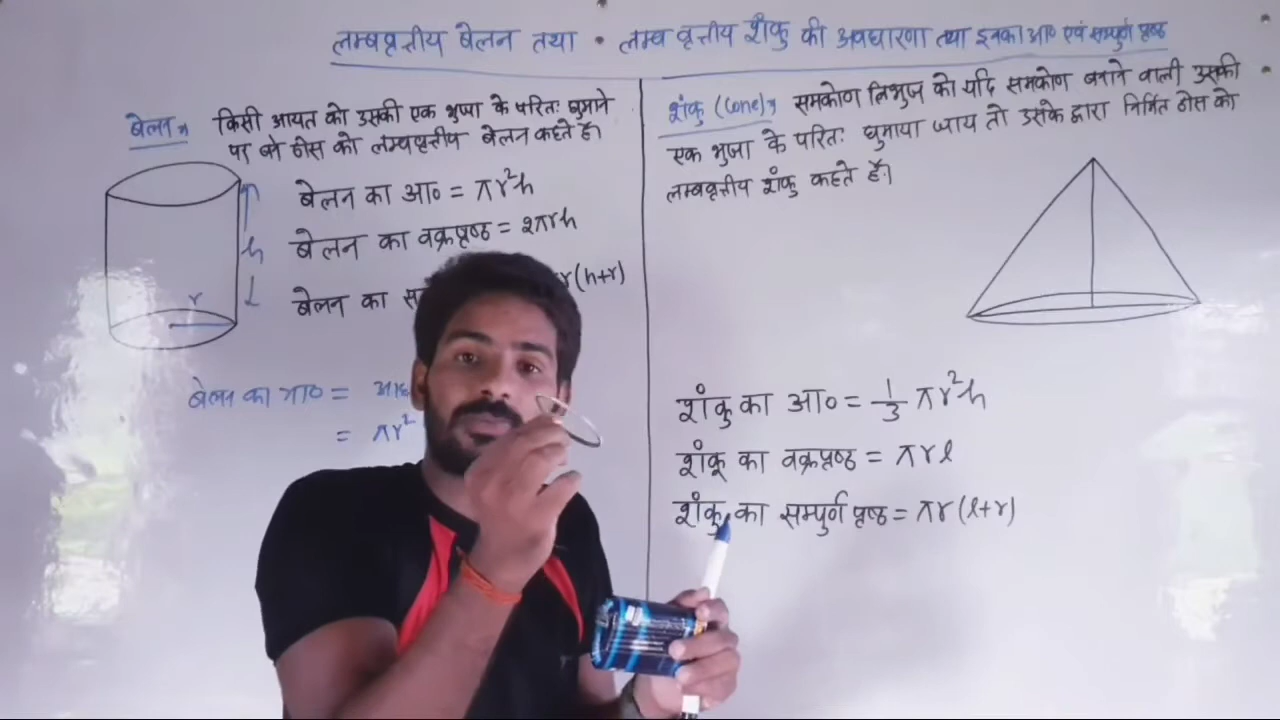 लम्बवृत्तीय बेलन तथा • लम्ब वृत्तीय शंकु की अवधारणा तथा इनका आ० एवं सम्पुर्ण पृष्ठ
बेलन → किसी आयत को उसकी एक भुजा के परितः घुमाने
पर बने ठोस को लम्बवृत्तीय बेलन कहते है।
बेलन का आ० = πr²h
बेलन का वक्रपृष्ठ = 2πrh
बेलन का r(h+r)
h
r
बेलन का आ० =
= πr²
शंकु (Cone) → समकोण त्रिभुज को यदि समकोण बनाने वाली उसकी
एक भुजा के परितः घुमाया जाय तो उसके द्वारा निर्मित ठोस को
लम्बवृत्तीय शंकु कहते है।
शंकु का आ० = 1/3 πr²h
शंकू का वक्रपृष्ठ = πrl
शंकु का सम्पुर्ण पृष्ठ = πr(l+r)